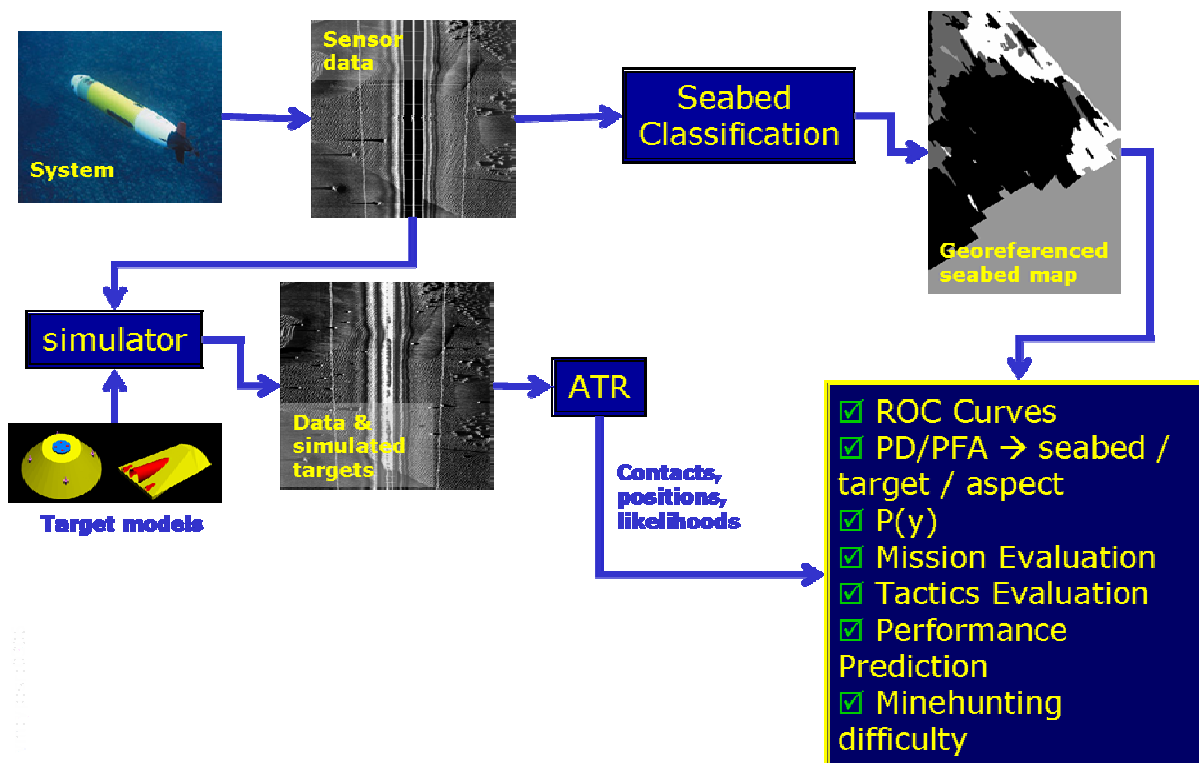 Sensor
data
System
Seabed
Classification
Georeferenced
seabed map
simulator
Data &
simulated
targets
Target models
ATR
Contacts,
positions,
likelihoods
☑ ROC Curves
☑ PD/PFA → seabed /
target / aspect
☑ P(y)
☑ Mission Evaluation
☑ Tactics Evaluation
☑ Performance
Prediction
☑ Minehunting
difficulty